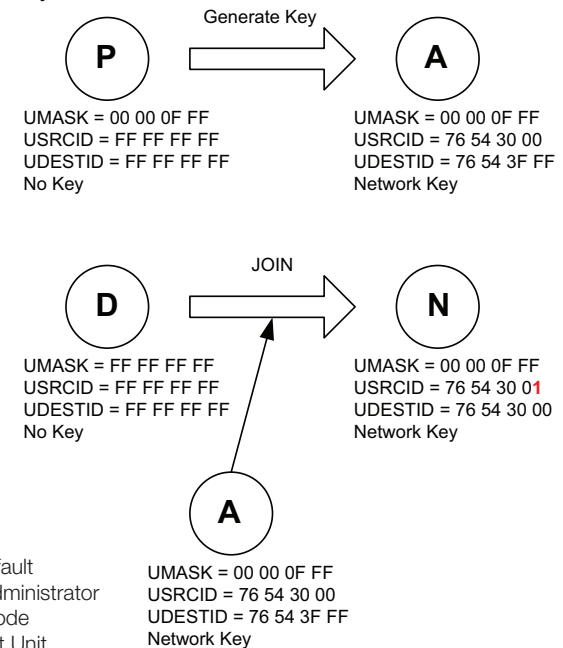 Generate Key
P
A
UMASK = 00 00 0F FF
USRCID = FF FF FF FF
UDESTID = FF FF FF FF
No Key
UMASK = 00 00 0F FF
USRCID = 76 54 30 00
UDESTID = 76 54 3F FF
Network Key
JOIN
D
N
UMASK = FF FF FF FF
USRCID = FF FF FF FF
UDESTID = FF FF FF FF
No Key
UMASK = 00 00 0F FF
USRCID = 76 54 30 01
UDESTID = 76 54 30 00
Network Key
A
UMASK = 00 00 0F FF
USRCID = 76 54 30 00
UDESTID = 76 54 3F FF
Network Key